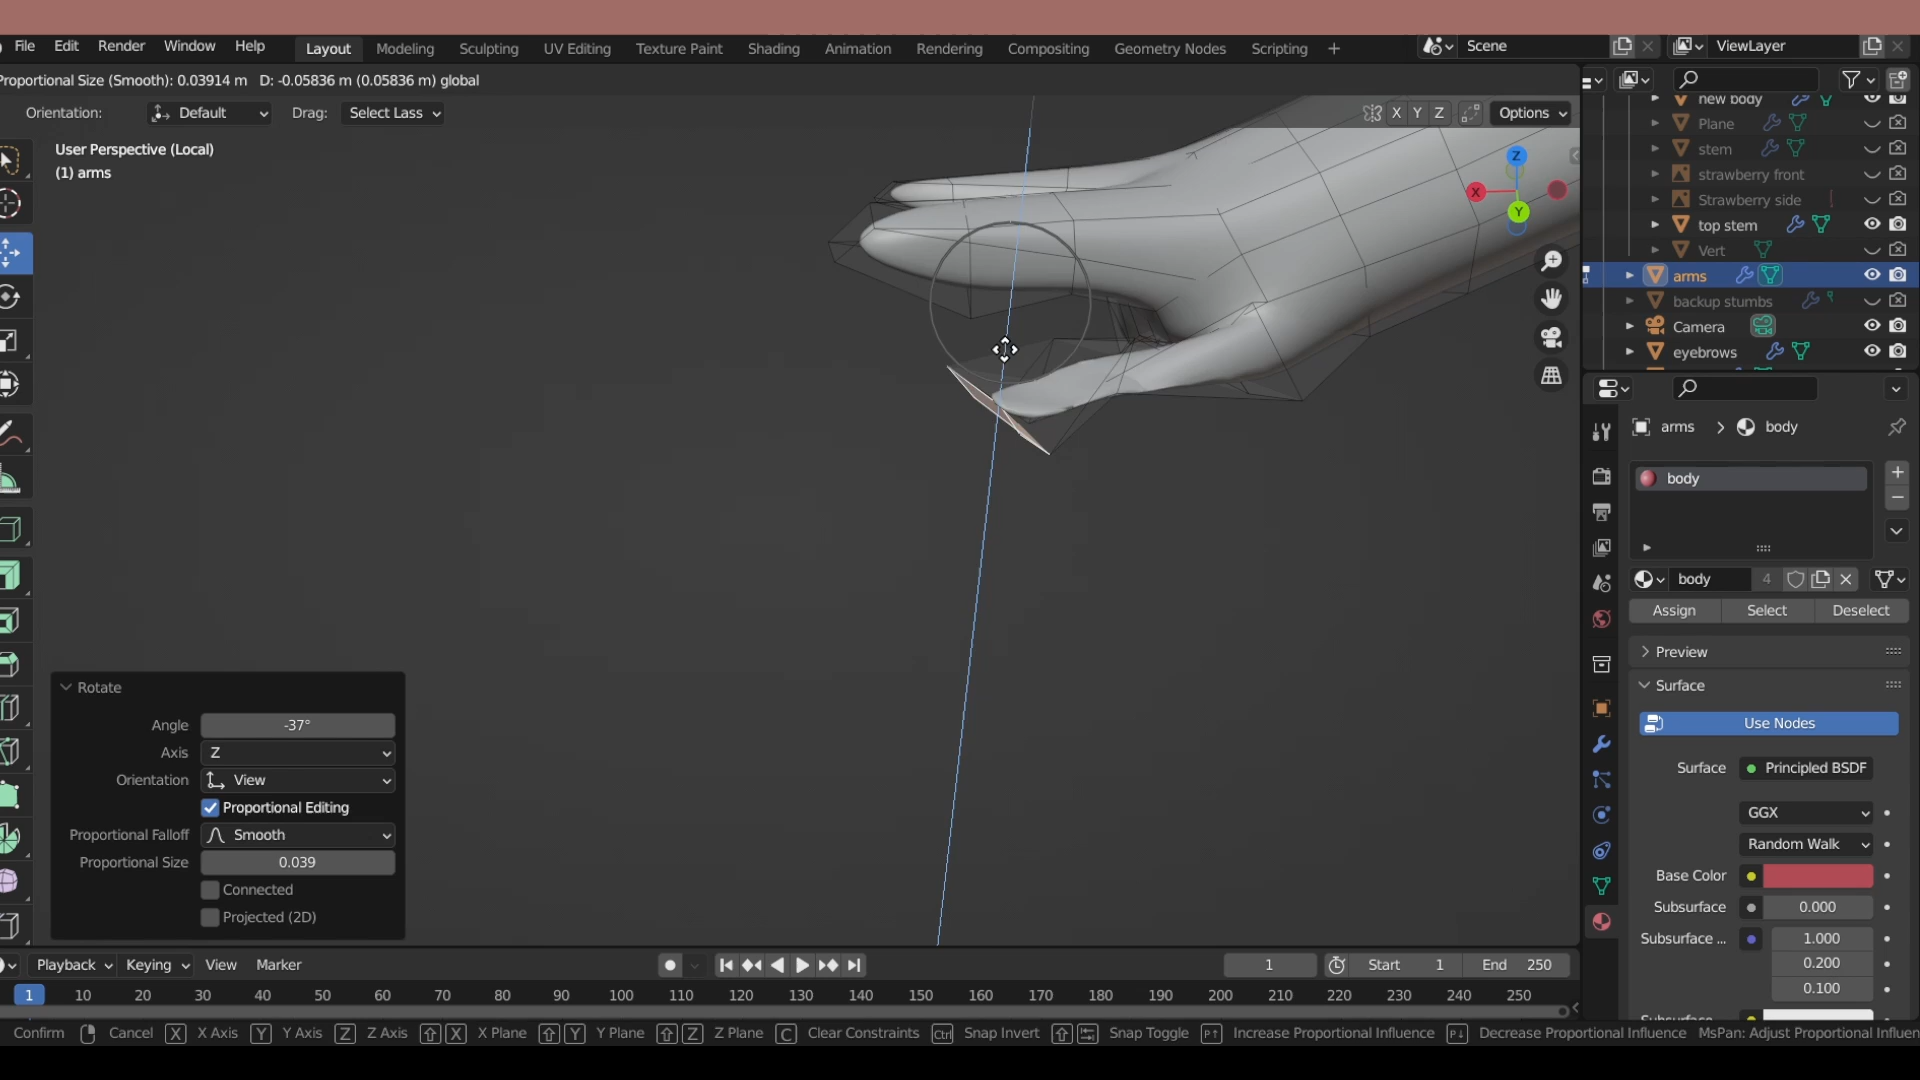 File Edit Render Window Help Layout Modeling Sculpting UV Editing Texture Paint Shading Animation Rendering Compositing Geometry Nodes Scripting + Scene ViewLayer
Proportional Size (Smooth): 0.03914 m D: -0.05836 m (0.05836 m) global
Orientation: Default Drag: Select Lass X Y Z Options
User Perspective (Local)
(1) arms
Z
X
Y
new body
Plane
stem
strawberry front
Strawberry side
top stem
Vert
arms
backup stumbs
Camera
eyebrows
arms > body
body
body 4
Assign Select Deselect
Preview
Surface
Use Nodes
Surface Principled BSDF
GGX
Random Walk
Base Color
Subsurface 0.000
Subsurface ... 1.000
0.200
0.100
Rotate
Angle -37°
Axis Z
Orientation View
Proportional Editing
Proportional Falloff Smooth
Proportional Size 0.039
Connected
Projected (2D)
Playback Keying View Marker 1 Start 1 End 250
1 10 20 30 40 50 60 70 80 90 100 110 120 130 140 150 160 170 180 190 200 210 220 230 240 250
Confirm Cancel X X Axis Y Y Axis Z Z Axis X X Plane Y Y Plane Z Z Plane C Clear Constraints Ctrl Snap Invert Snap Toggle Increase Proportional Influence Decrease Proportional Influence MsPan: Adjust Proportional Influen